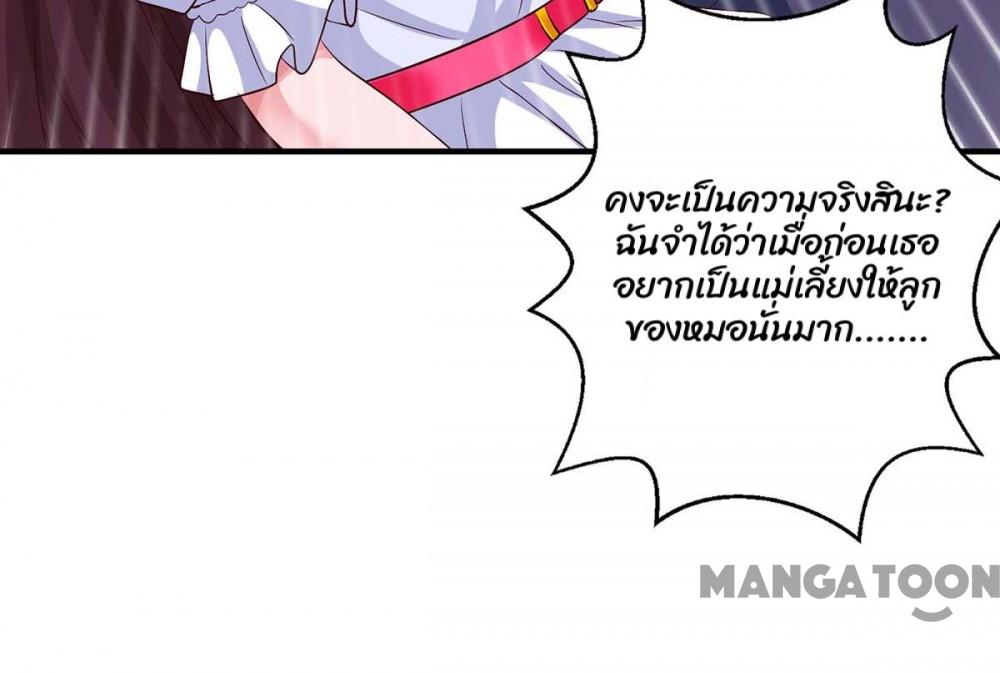 คงจะเป็นความจริงสินะ?
ฉันจำได้ว่าเมื่อก่อนเธอ
อยากเป็นแม่เลี้ยงให้ลูก
ของหมอนั่นมาก.......
MANGATOON